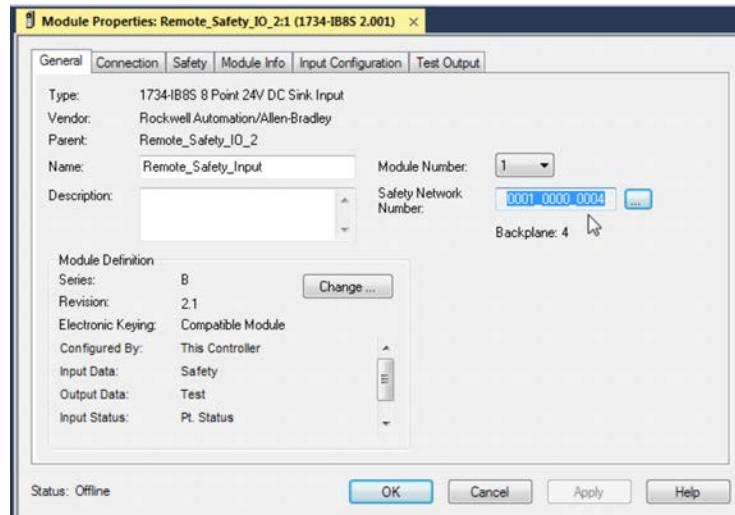 Module Properties: Remote_Safety_IO_2:1 (1734-IB8S 2.001) ×
General Connection Safety Module Info Input Configuration Test Output
Type: 1734-IB8S 8 Point 24V DC Sink Input
Vendor: Rockwell Automation/Allen-Bradley
Parent: Remote_Safety_IO_2
Name: Remote_Safety_Input Module Number: 1
Description: Safety Network Number: 0001_0000_0004 ...
Backplane: 4
Module Definition
Series: B Change ...
Revision: 2.1
Electronic Keying: Compatible Module
Configured By: This Controller
Input Data: Safety
Output Data: Test
Input Status: Pt. Status
Status: Offline OK Cancel Apply Help